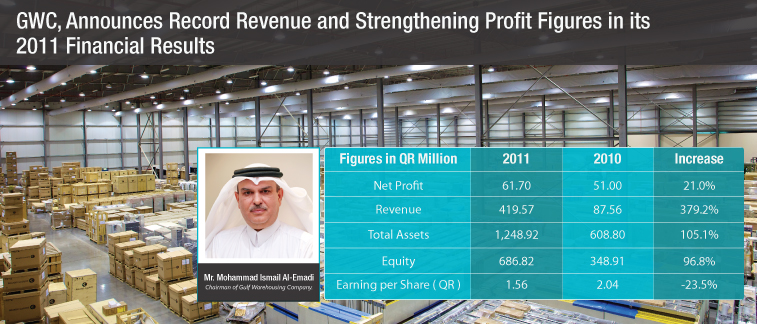 GWC, Announces Record Revenue and Strengthening Profit Figures in its
2011 Financial Results
Figures in QR Million 2011 2010 Increase
Net Profit 61.70 51.00 21.0%
Revenue 419.57 87.56 379.2%
Total Assets 1,248.92 608.80 105.1%
Equity 686.82 348.91 96.8%
Earning per Share ( QR ) 1.56 2.04 -23.5%
Mr. Mohammad Ismail Al-Emadi
Chairman of Gulf Warehousing Company.